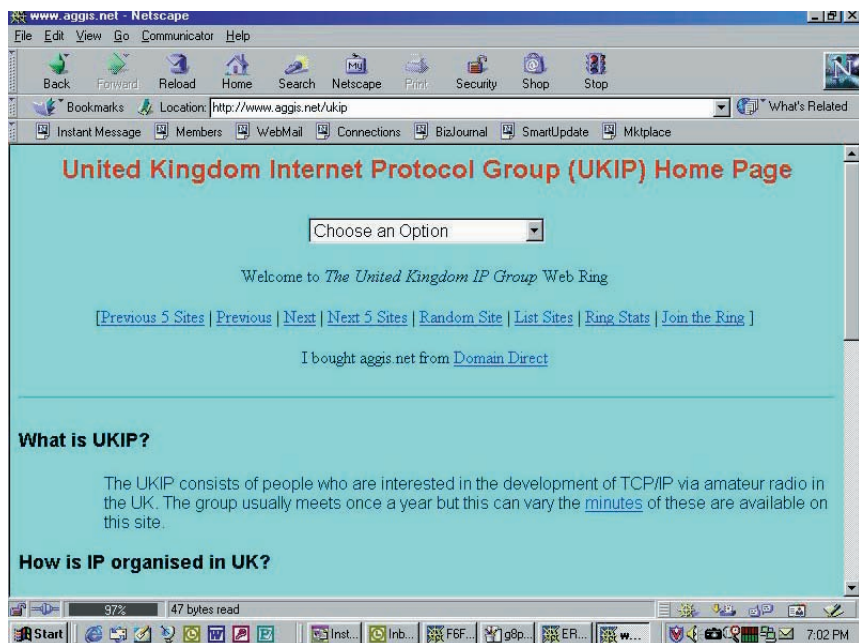 www.aggis.net - Netscape
File Edit View Go Communicator Help
Back Forward Reload Home Search Netscape Print Security Shop Stop
Bookmarks Location: http://www.aggis.net/ukip What's Related
Instant Message Members WebMail Connections BizJournal SmartUpdate Mktplace
United Kingdom Internet Protocol Group (UKIP) Home Page
Choose an Option
Welcome to The United Kingdom IP Group Web Ring
[Previous 5 Sites | Previous | Next | Next 5 Sites | Random Site | List Sites | Ring Stats | Join the Ring ]
I bought aggis.net from Domain Direct
What is UKIP?
The UKIP consists of people who are interested in the development of TCP/IP via amateur radio in
the UK. The group usually meets once a year but this can vary the minutes of these are available on
this site.
How is IP organised in UK?
97% 47 bytes read
Start Inst... Inb... F6F... g8p... ER... w... 7:02 PM